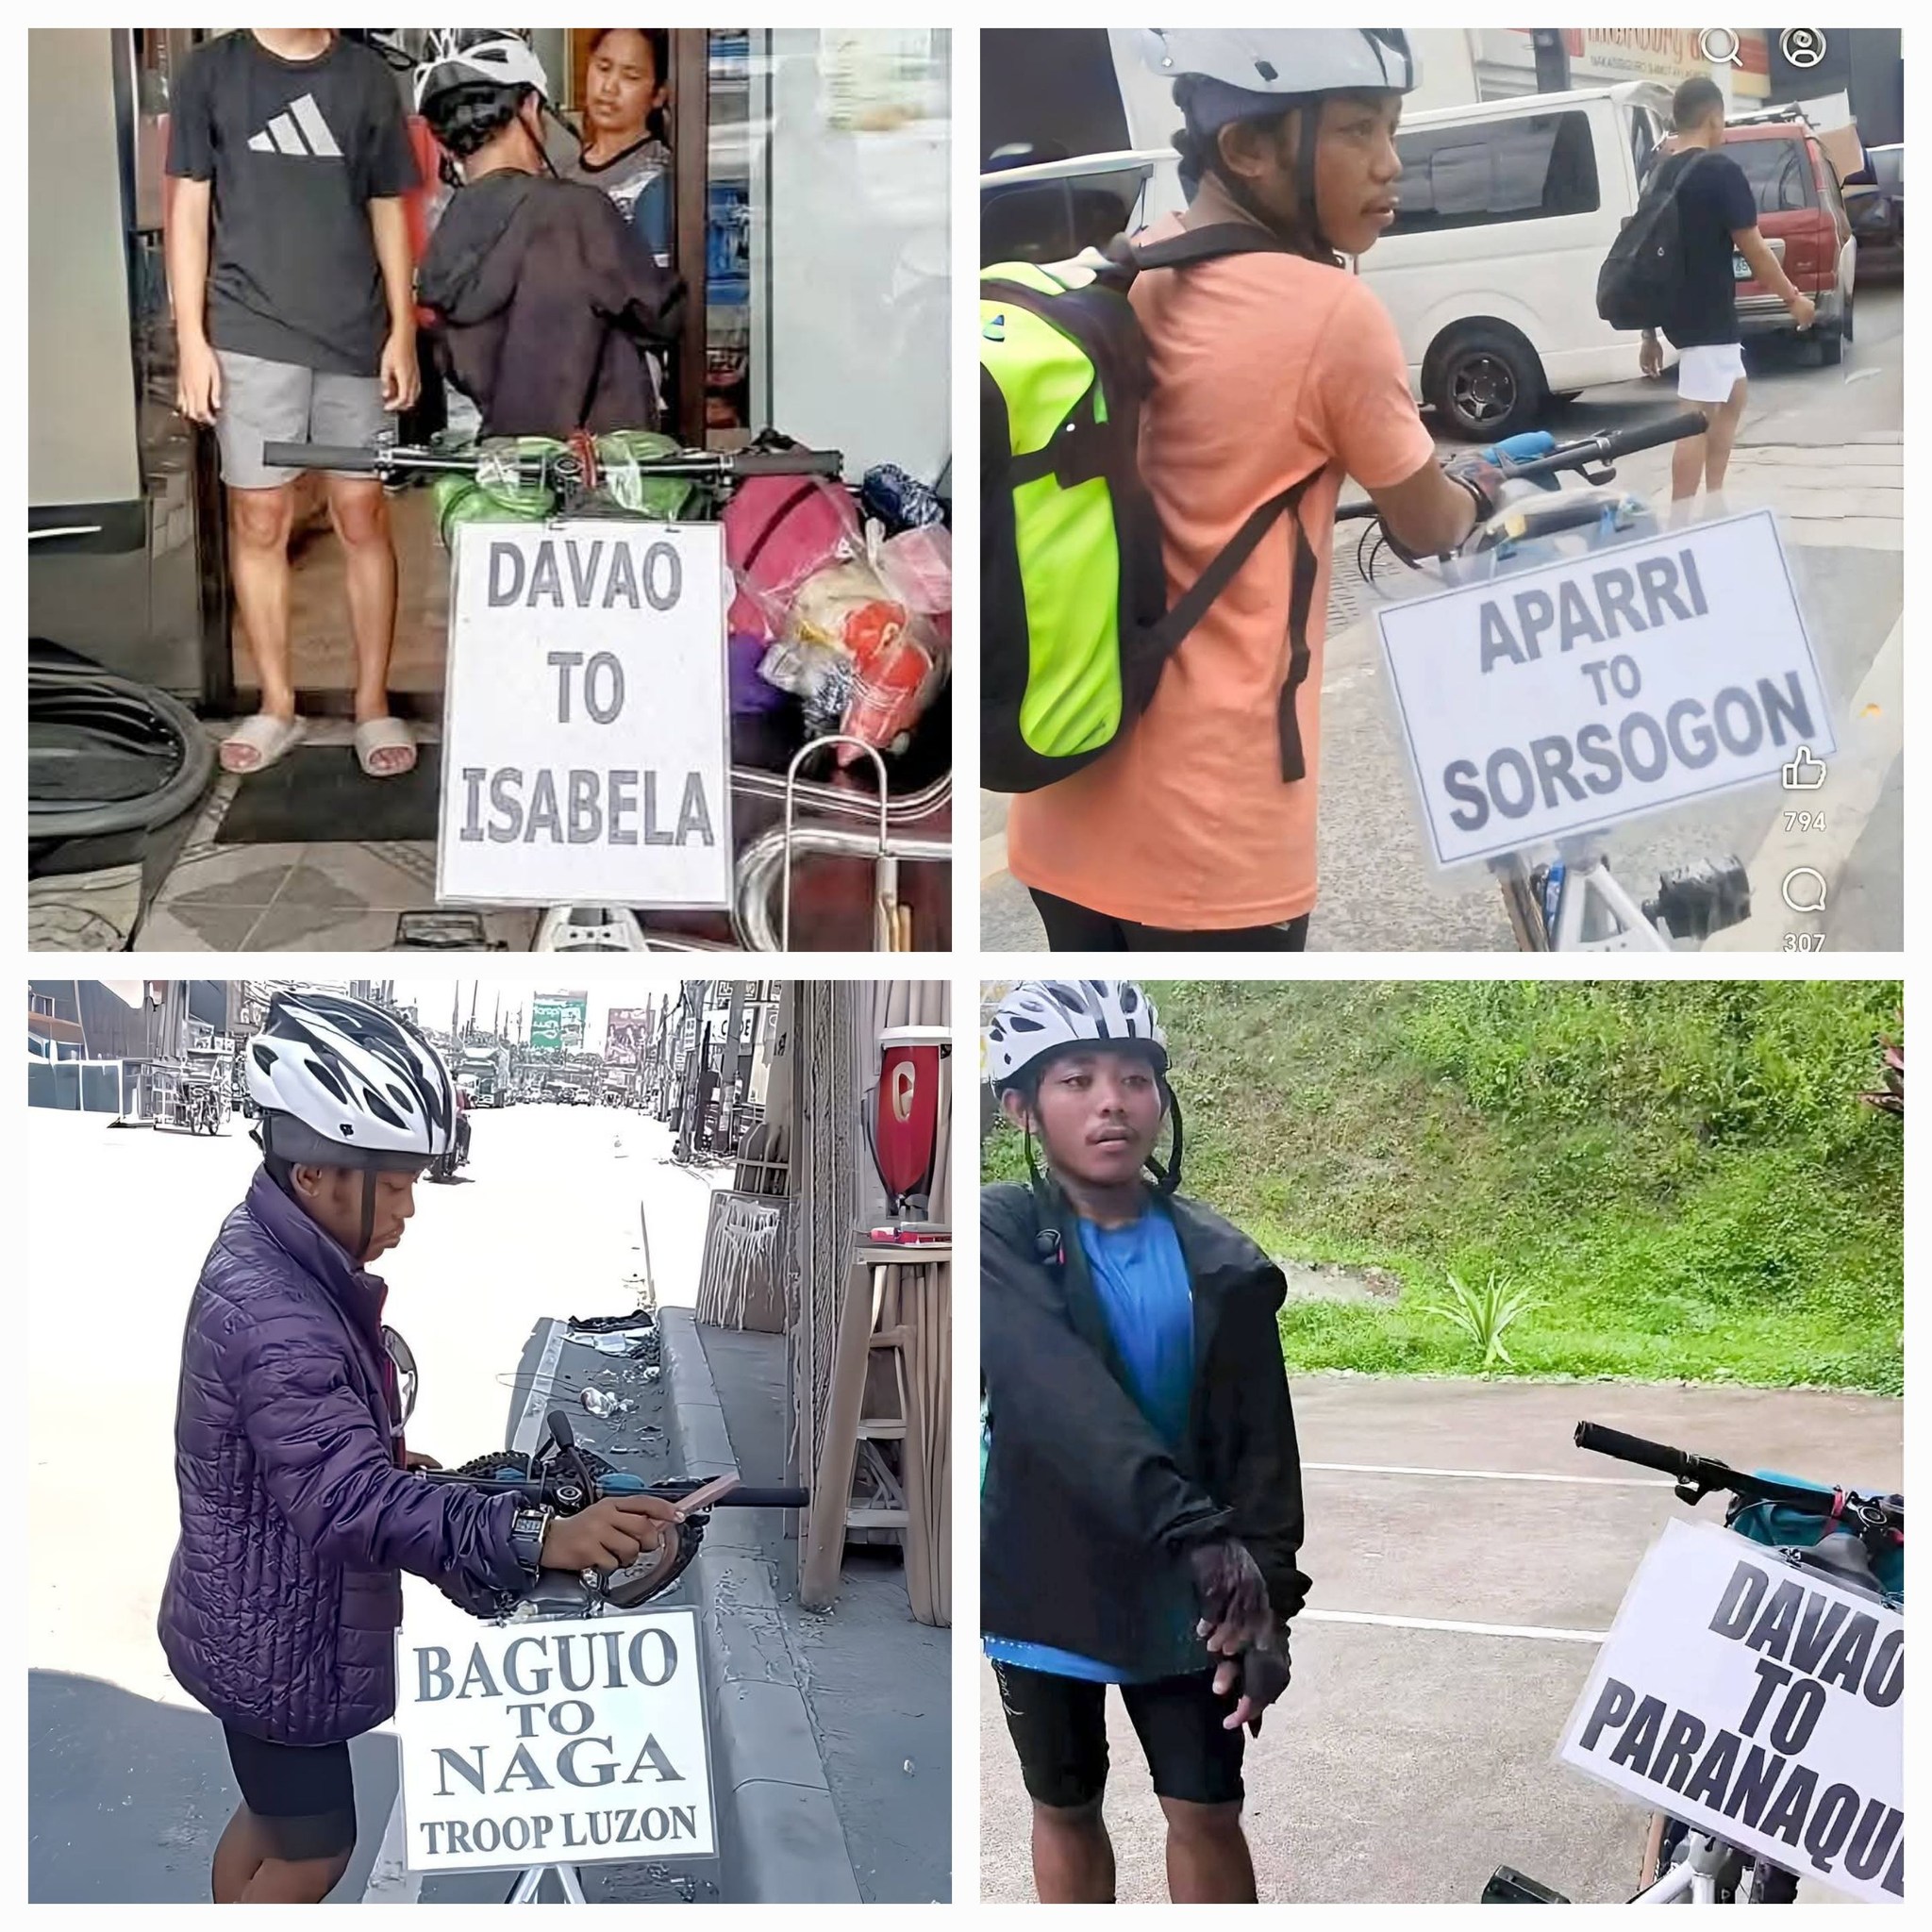 DAVAO
TO
ISABELA
APARRI
TO
SORSOGON
794
307
BAGUIO
TO
NAGA
TROOP LUZON
DAVAO
TO
PARANAQUE